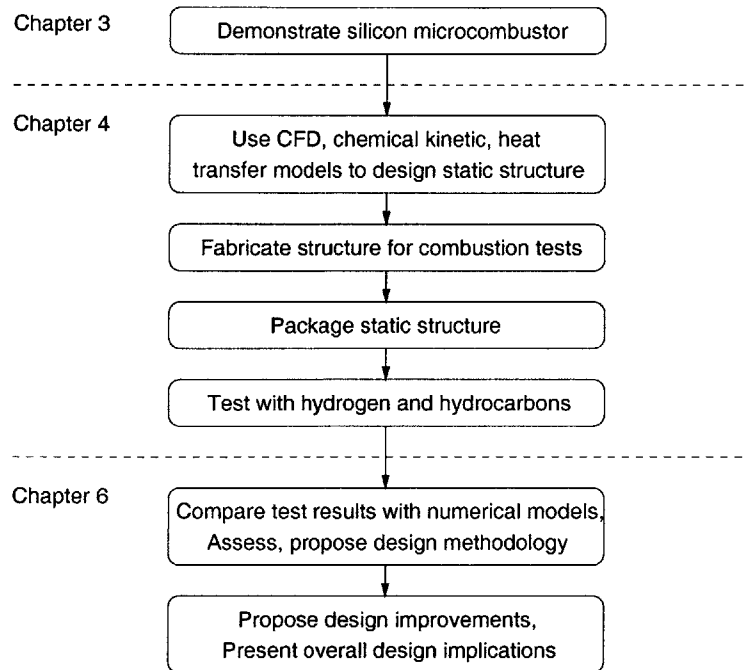 Chapter 3
Demonstrate silicon microcombustor
Chapter 4
Use CFD, chemical kinetic, heat
transfer models to design static structure
Fabricate structure for combustion tests
Package static structure
Test with hydrogen and hydrocarbons
Chapter 6
Compare test results with numerical models,
Assess, propose design methodology
Propose design improvements,
Present overall design implications